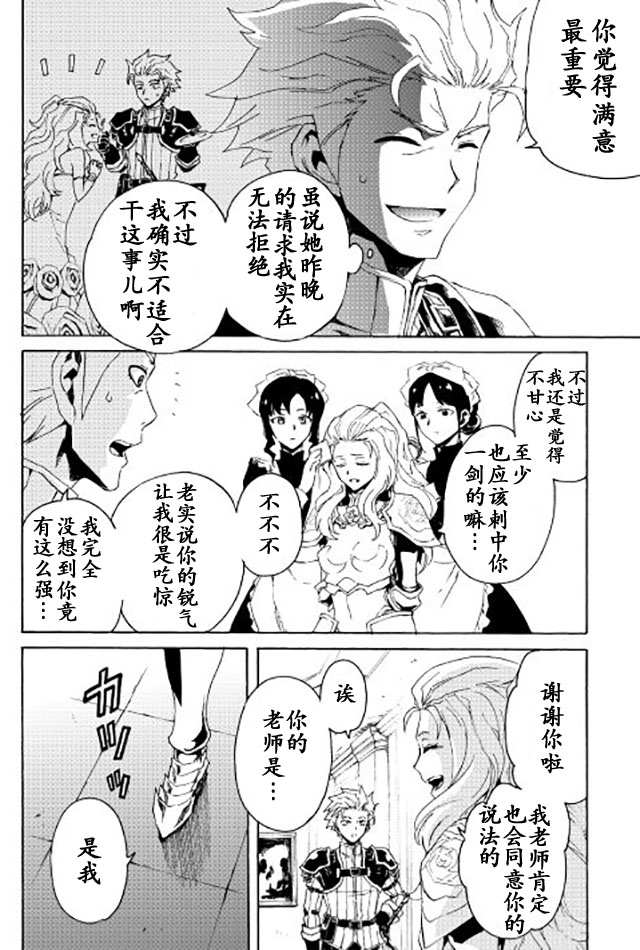 你觉得满意
最重要
虽说她昨晚
的请求我实在
无法拒绝
不过
我确实不适合
干这事儿啊
不过
我还是觉得
不甘心
至少
也应该刺中你
一剑的嘛…
不不不
老实说你的锐气
让我很是吃惊
我完全
没想到你竟
有这么强…
谢谢你啦
我老师肯定
也会同意你的
说法的
诶
你的
老师是…
カツッ
是我